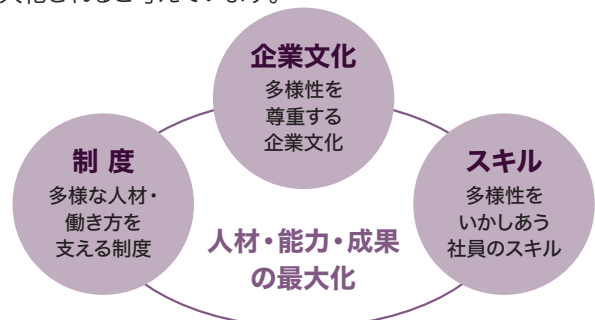 大化されると考えています。
企業文化
多様性を
尊重する
企業文化
制 度
多様な人材・
働き方を
支える制度
スキル
多様性を
いかしあう
社員のスキル
人材・能力・成果
の最大化